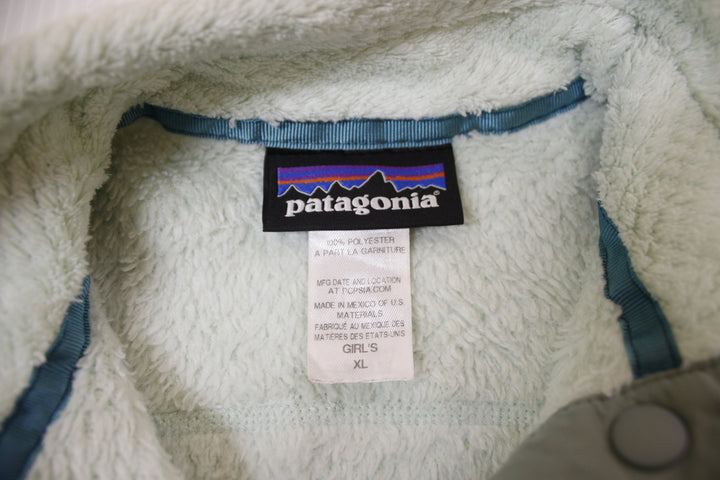 patagonia®
100% POLYESTER
A PART LA GARNITURE
MFG DATE AND LOCATION
AT PCPSIA.COM
MADE IN MEXICO OF U.S.
MATERIALS
FABRIQUÉ AU MEXIQUE DES
MATIÈRES DES ÉTATS-UNIS
GIRL'S
XL